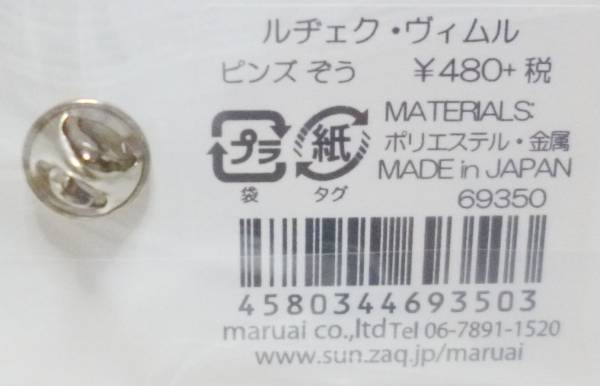 ルヂェク・ヴィムル
ピンズ ぞう ￥480+ 税
プラ
袋
紙
タグ
MATERIALS:
ポリエステル・金属
MADE in JAPAN
69350
4580344693503
maruai co.,ltd Tel 06-7891-1520
www.sun.zaq.jp/maruai